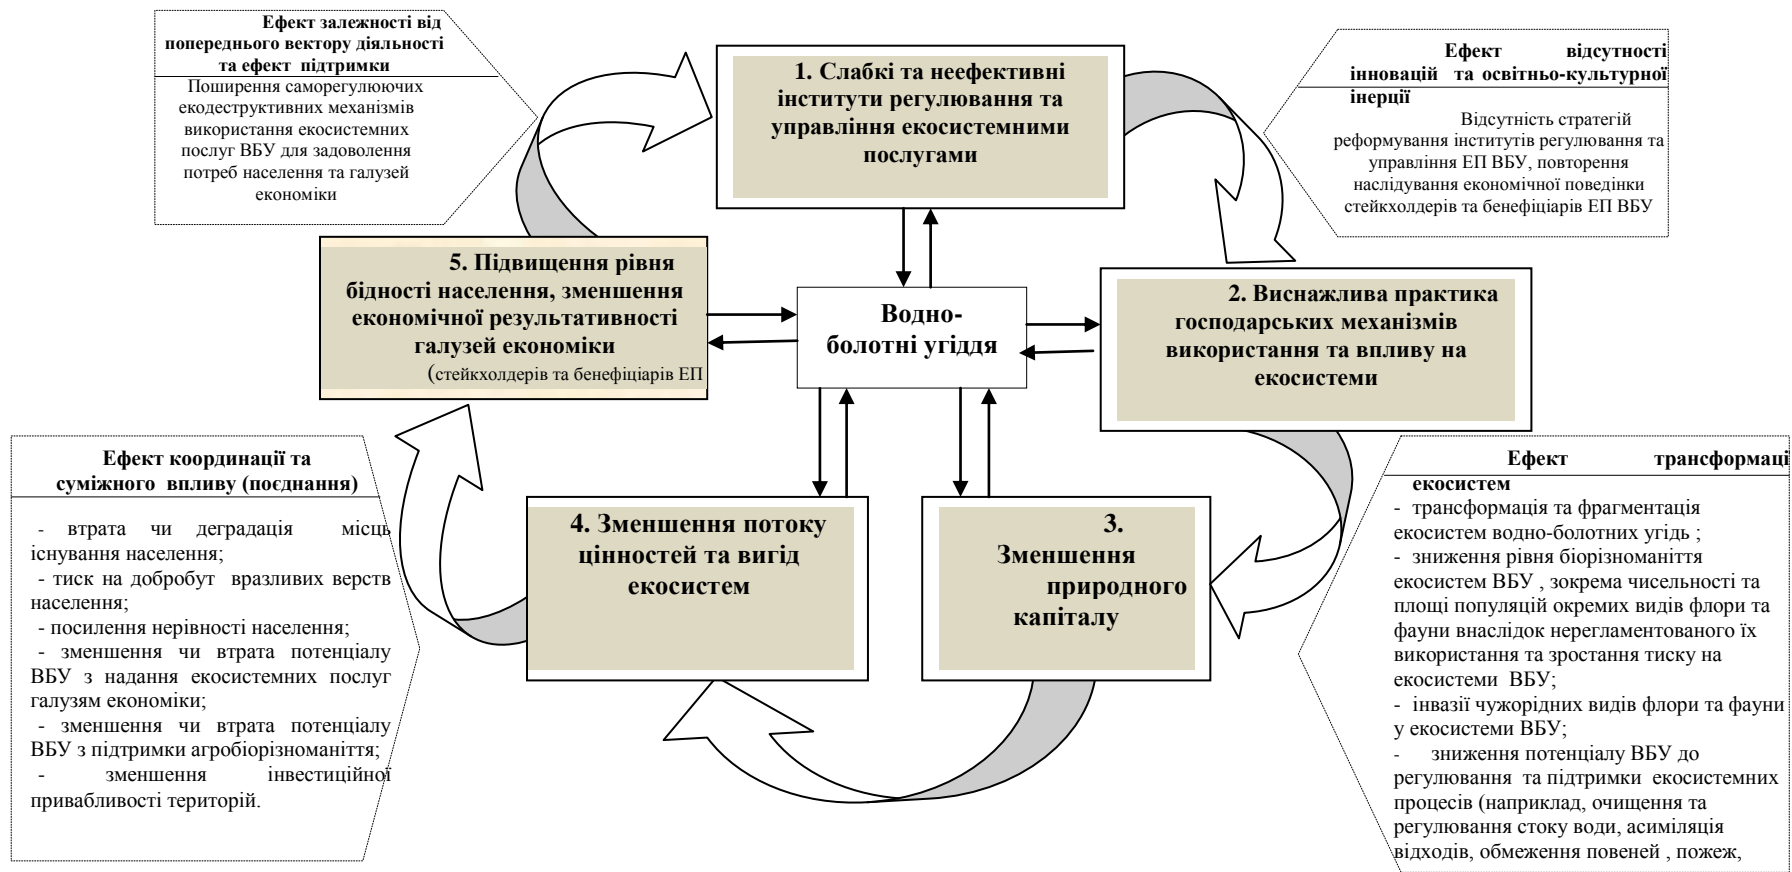 Ефект залежності від
попереднього вектору діяльності
та ефект підтримки
Поширення саморегулюючих
екодеструктивних механізмів
використання екосистемних
послуг ВБУ для задоволення
потреб населення та галузей
економіки
1. Слабкі та неефективні
інститути регулювання та
управління екосистемними
послугами
Ефект відсутності
інновацій та освітньо-культурної
інерції
Відсутність стратегій
реформування інститутів регулювання та
управління ЕП ВБУ, повторення
наслідування економічної поведінки
стейкхолдерів та бенефіціарів ЕП ВБУ
5. Підвищення рівня
бідності населення, зменшення
економічної результативності
галузей економіки
(стейкхолдерів та бенефіціарів ЕП
Водно-
болотні угіддя
2. Виснажлива практика
господарських механізмів
використання та впливу на
екосистеми
Ефект координації та
суміжного впливу (поєднання)
- втрата чи деградація місць
існування населення;
- тиск на добробут вразливих верств
населення;
- посилення нерівності населення;
- зменшення чи втрата потенціалу
ВБУ з надання екосистемних послуг
галузям економіки;
- зменшення чи втрата потенціалу
ВБУ з підтримки агробіорізноманіття;
- зменшення інвестиційної
привабливості територій.
4. Зменшення потоку
цінностей та вигід
екосистем
3.
Зменшення
природного
капіталу
Ефект трансформаці
екосистем
- трансформація та фрагментація
екосистем водно-болотних угідь ;
- зниження рівня біорізноманіття
екосистем ВБУ , зокрема чисельності та
площі популяцій окремих видів флори та
фауни внаслідок нерегламентованого їх
використання та зростання тиску на
екосистеми ВБУ;
- інвазії чужорідних видів флори та фауни
у екосистеми ВБУ;
- зниження потенціалу ВБУ до
регулювання та підтримки екосистемних
процесів (наприклад, очищення та
регулювання стоку води, асиміляція
відходів, обмеження повеней , пожеж,